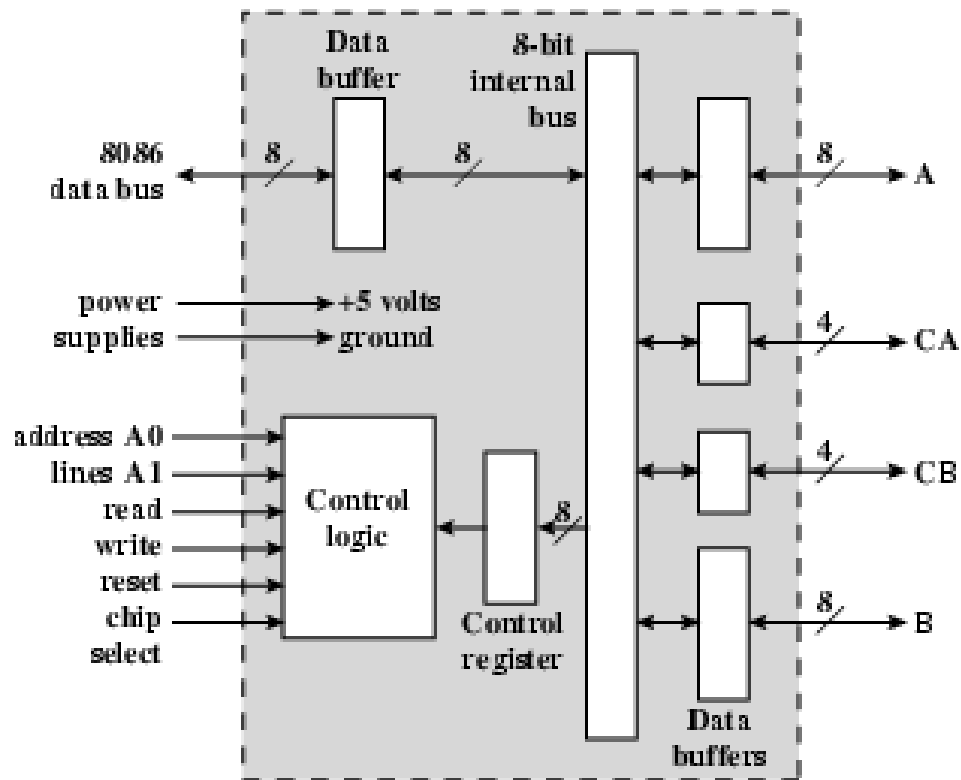 Data
buffer
8-bit
internal
bus
8086
data bus
8
8
8
A
power
supplies
+5 volts
ground
4
CA
address A0
lines A1
read
write
reset
chip
select
Control
logic
8
Control
register
4
CB
8
B
Data
buffers